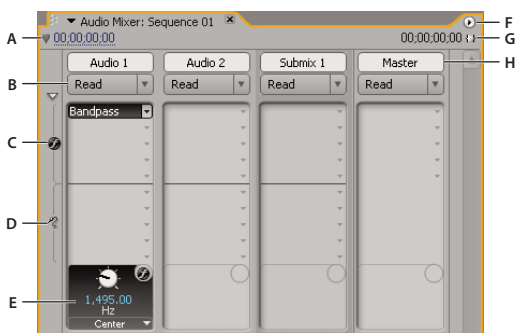 Audio Mixer: Sequence 01
F
A
00;00;00;00
00;00;00;00
G
Audio 1
Audio 2
Submix 1
Master
H
B
Read
Read
Read
Read
Bandpass
C
D
E
1,495.00
Hz
Center